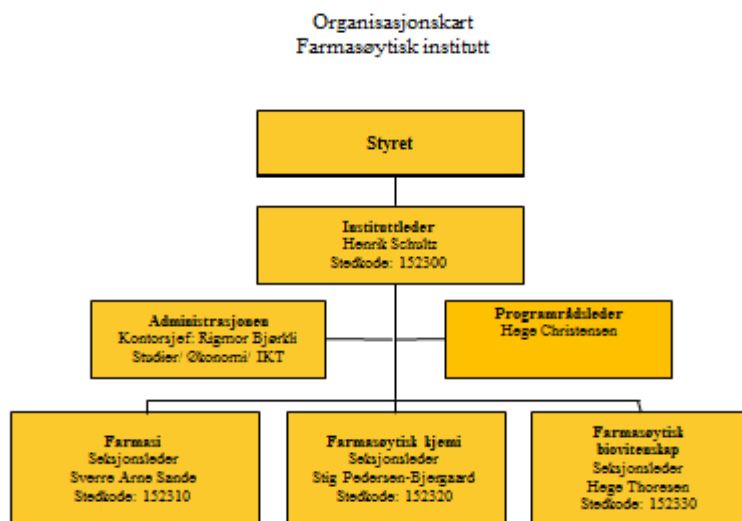 Organisasjonskart
Farmasøytisk institutt
Styret
Instituttleder
Henrik Schultz
Stedkode: 152300
Administrasjonen
Kontorsjef: Rigmor Bjørkli
Studier/ Økonomi/ IKT
Programrådsleder
Hege Christensen
Farmasi
Seksjonsleder
Sverre Arne Sande
Stedkode: 152310
Farmasøytisk kjemi
Seksjonsleder
Stig Pedersen-Bjergaard
Stedkode: 152320
Farmasøytisk
biovitenskap
Seksjonsleder
Hege Thoresen
Stedkode: 152330